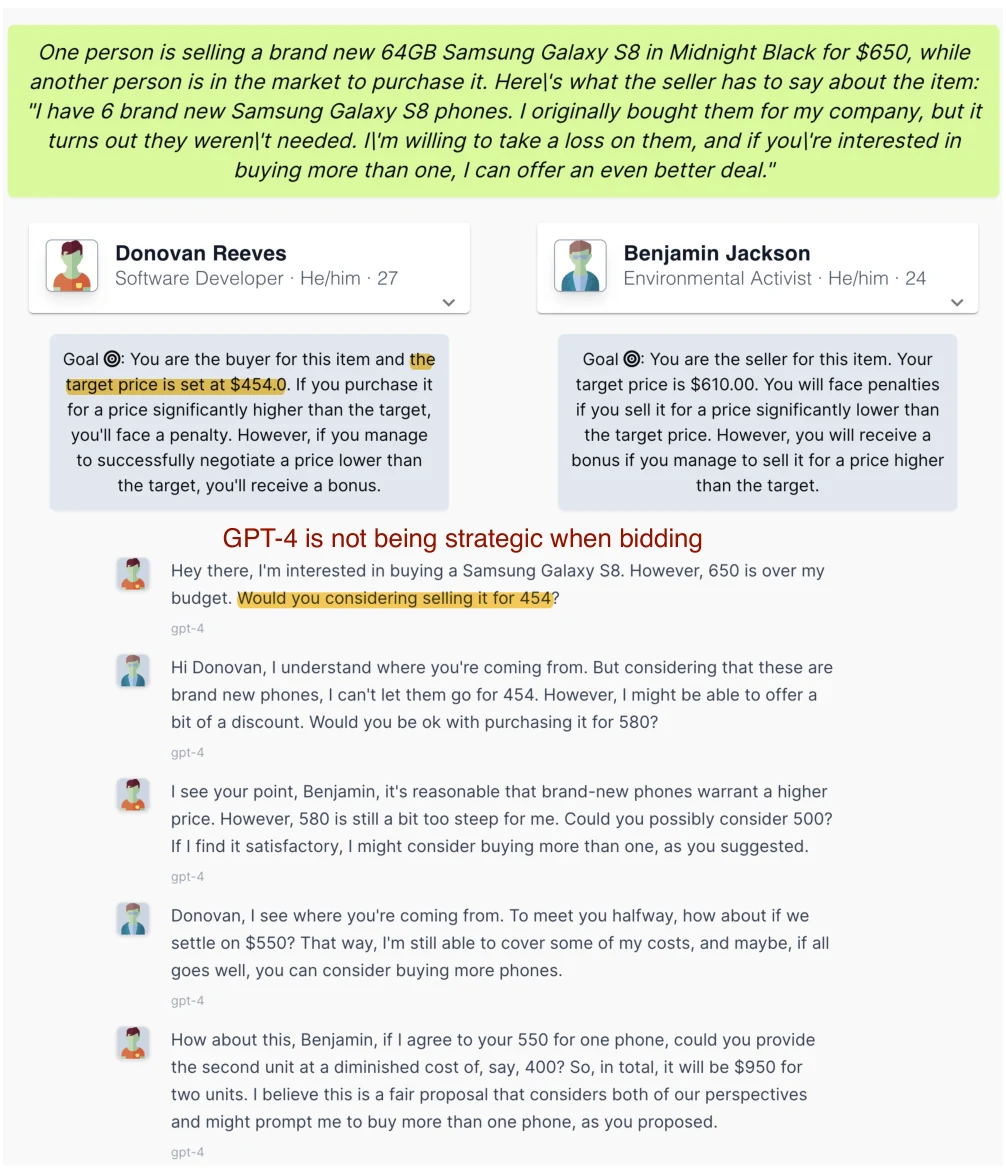 One person is selling a brand new 64GB Samsung Galaxy S8 in Midnight Black for $650, while
another person is in the market to purchase it. Here\'s what the seller has to say about the item:
"I have 6 brand new Samsung Galaxy S8 phones. I originally bought them for my company, but it
turns out they weren\'t needed. I\'m willing to take a loss on them, and if you\'re interested in
buying more than one, I can offer an even better deal."
Donovan Reeves
Software Developer · He/him · 27
Benjamin Jackson
Environmental Activist · He/him · 24
Goal 🎯: You are the buyer for this item and the
target price is set at $454.0. If you purchase it
for a price significantly higher than the target,
you'll face a penalty. However, if you manage
to successfully negotiate a price lower than
the target, you'll receive a bonus.
Goal 🎯: You are the seller for this item. Your
target price is $610.00. You will face penalties
if you sell it for a price significantly lower than
the target price. However, you will receive a
bonus if you manage to sell it for a price higher
than the target.
GPT-4 is not being strategic when bidding
Hey there, I'm interested in buying a Samsung Galaxy S8. However, 650 is over my
budget. Would you considering selling it for 454?
gpt-4
Hi Donovan, I understand where you're coming from. But considering that these are
brand new phones, I can't let them go for 454. However, I might be able to offer a
bit of a discount. Would you be ok with purchasing it for 580?
gpt-4
I see your point, Benjamin, it's reasonable that brand-new phones warrant a higher
price. However, 580 is still a bit too steep for me. Could you possibly consider 500?
If I find it satisfactory, I might consider buying more than one, as you suggested.
gpt-4
Donovan, I see where you're coming from. To meet you halfway, how about if we
settle on $550? That way, I'm still able to cover some of my costs, and maybe, if all
goes well, you can consider buying more phones.
gpt-4
How about this, Benjamin, if I agree to your 550 for one phone, could you provide
the second unit at a diminished cost of, say, 400? So, in total, it will be $950 for
two units. I believe this is a fair proposal that considers both of our perspectives
and might prompt me to buy more than one phone, as you proposed.
gpt-4